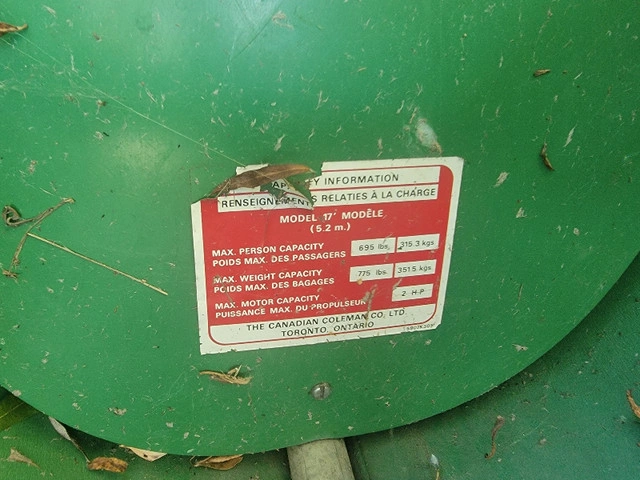 INFORMATION
RENSEIGNEMENTS RELATIES À LA CHARGE
MODEL 17' MODÈLE
(5.2 m.)
MAX. PERSON CAPACITY 695 lbs. 315.3 kgs
POIDS MAX. DES PASSAGERS
MAX. WEIGHT CAPACITY 775 lbs. 351.5 kgs.
POIDS MAX. DES BAGAGES
MAX. MOTOR CAPACITY 2 H.P
PUISSANCE MAX. DU PROPULSEUR
THE CANADIAN COLEMAN CO. LTD.
TORONTO, ONTARIO